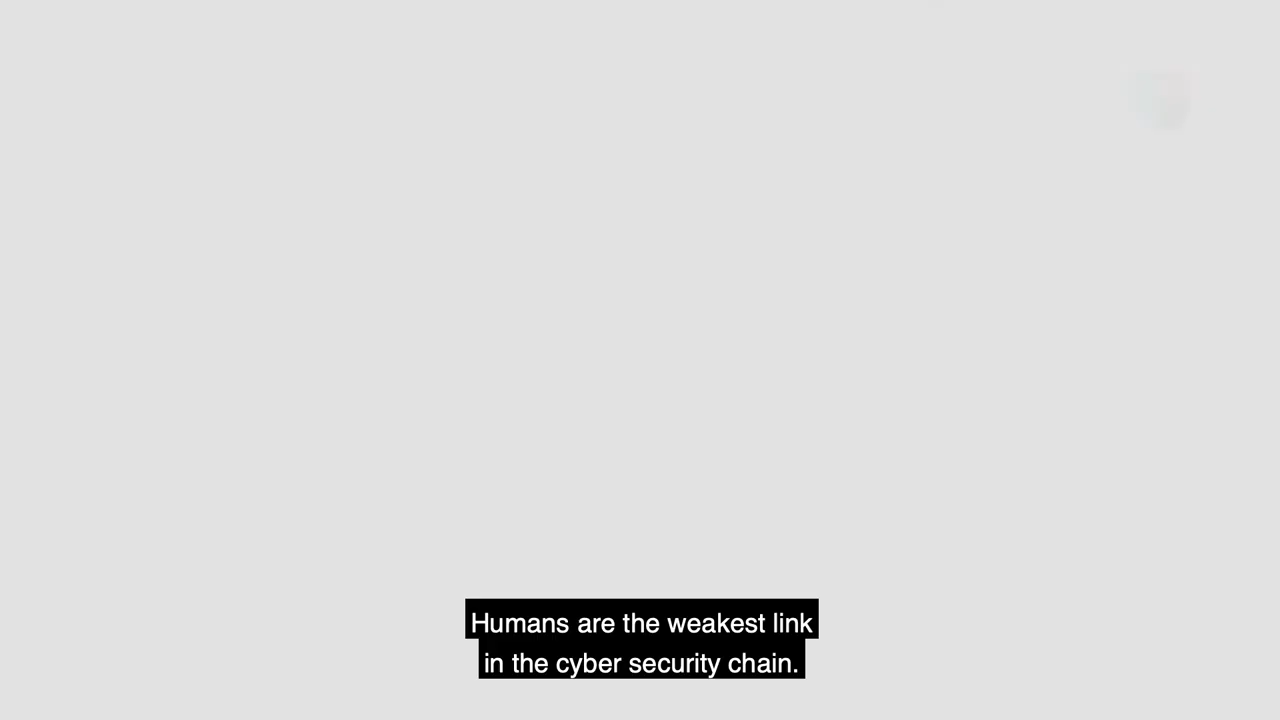 Humans are the weakest link
in the cyber security chain.